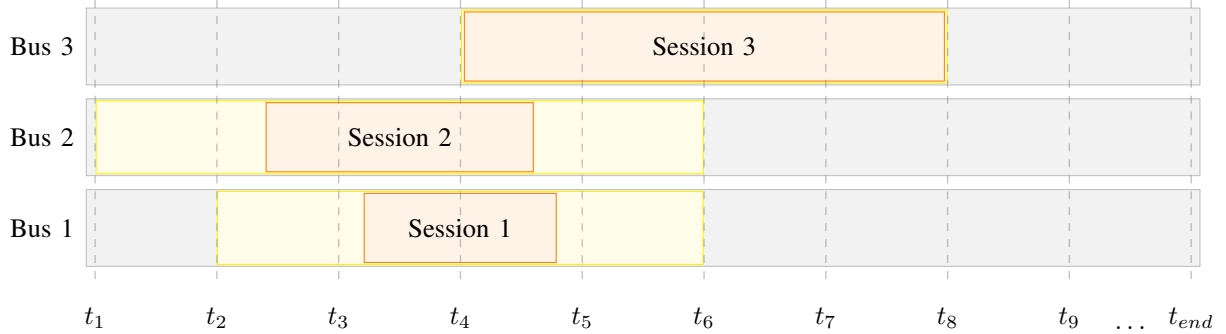 Bus 3
Session 3
Bus 2
Session 2
Bus 1
Session 1
t1 t2 t3 t4 t5 t6 t7 t8 t9 ... tend